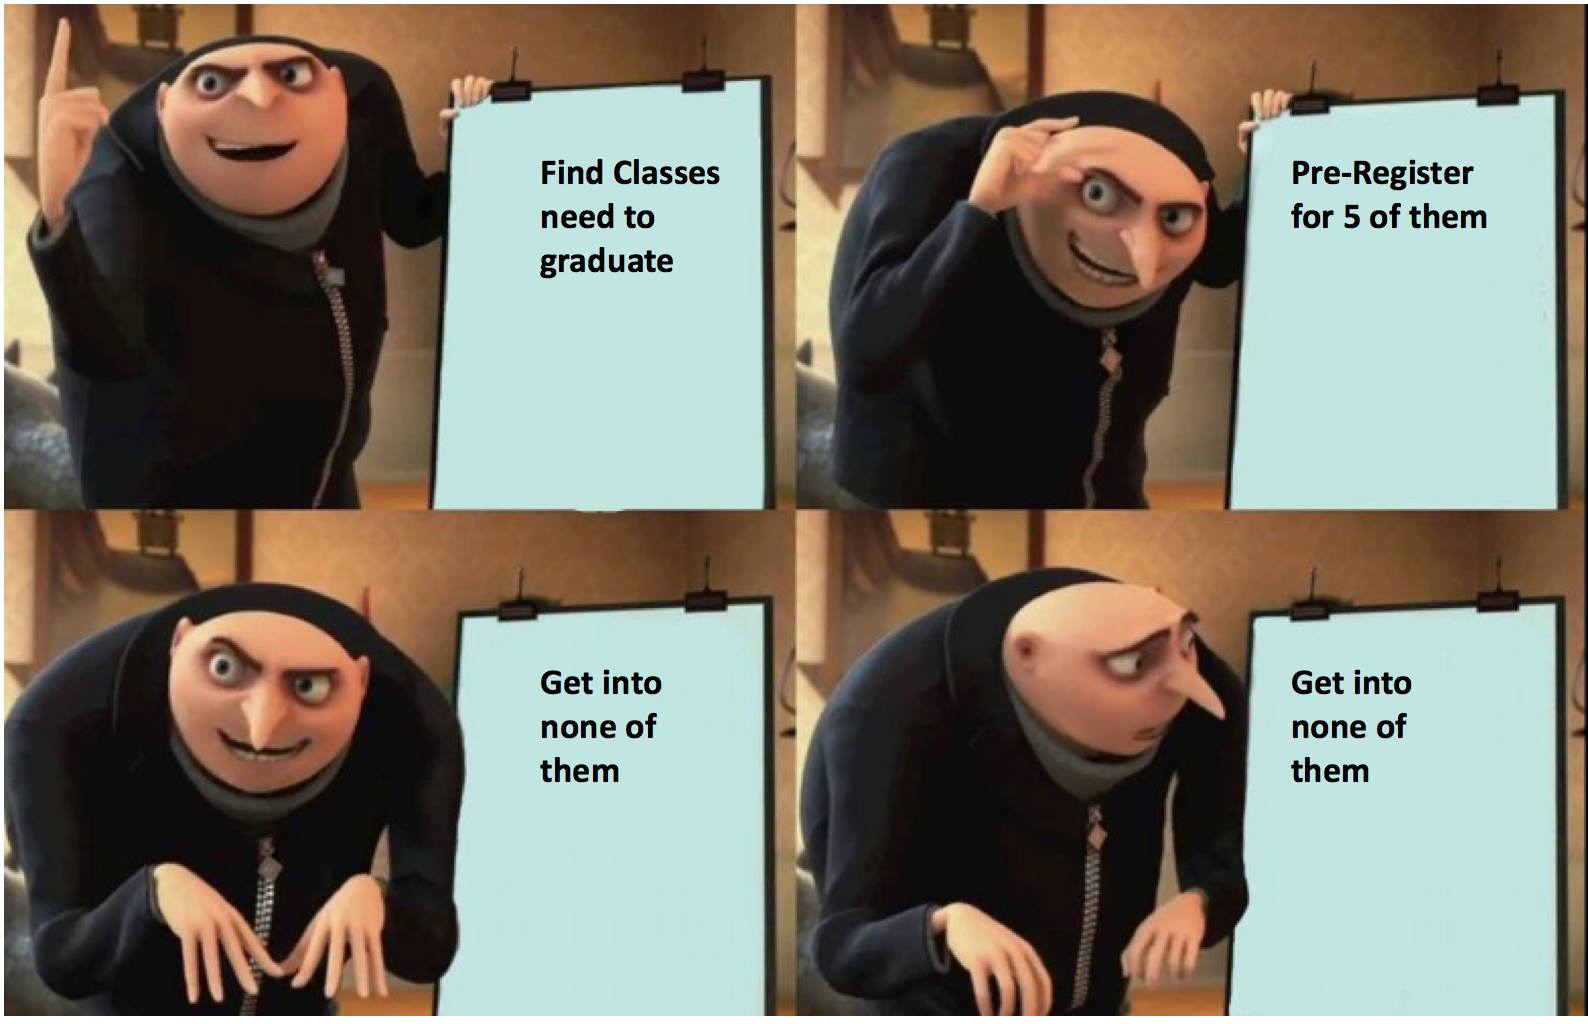 Find Classes
need to
graduate
Pre-Register
for 5 of them
Get into
none of
them
Get into
none of
them